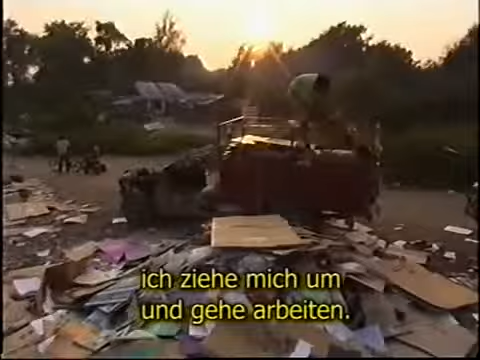 ich ziehe mich um
und gehe arbeiten.